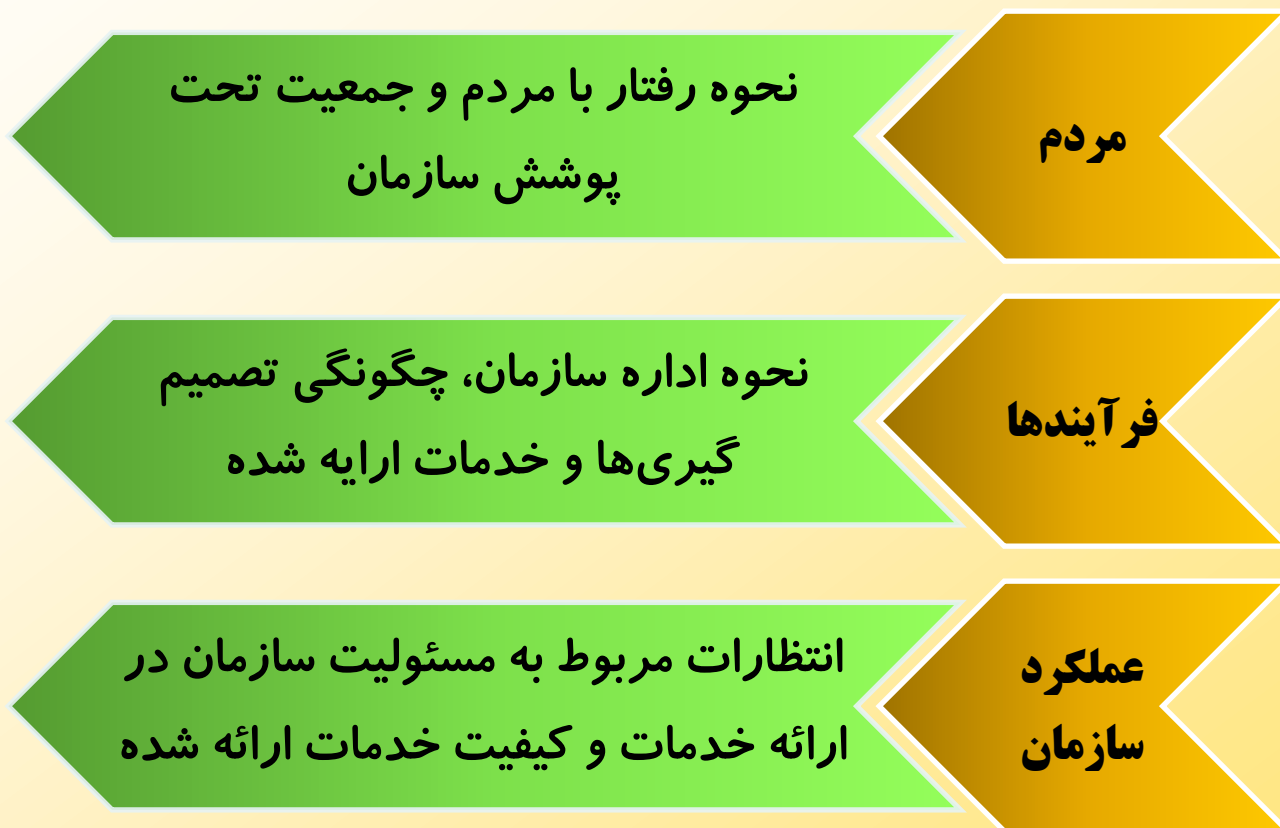 مردم
نحوه رفتار با مردم و جمعیت تحت
پوشش سازمان
فرآیندها
نحوه اداره سازمان، چگونگی تصمیم
گیری‌ها و خدمات ارایه شده
عملکرد
سازمان
انتظارات مربوط به مسئولیت سازمان در
ارائه خدمات و کیفیت خدمات ارائه شده